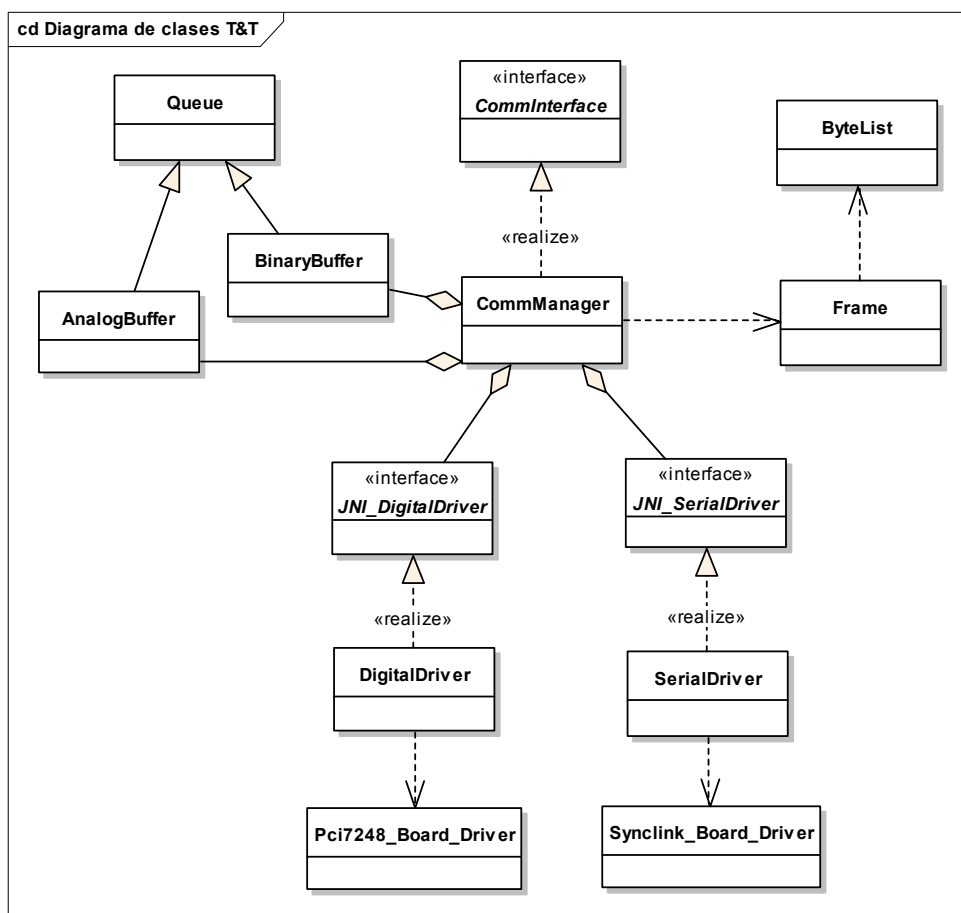 cd Diagrama de clases T&T
Queue
«interface»
CommInterface
ByteList
«realize»
BinaryBuffer
CommManager
Frame
AnalogBuffer
«interface»
JNI_DigitalDriver
«interface»
JNI_SerialDriver
«realize»
«realize»
DigitalDriver
SerialDriver
Pci7248_Board_Driver
Synclink_Board_Driver